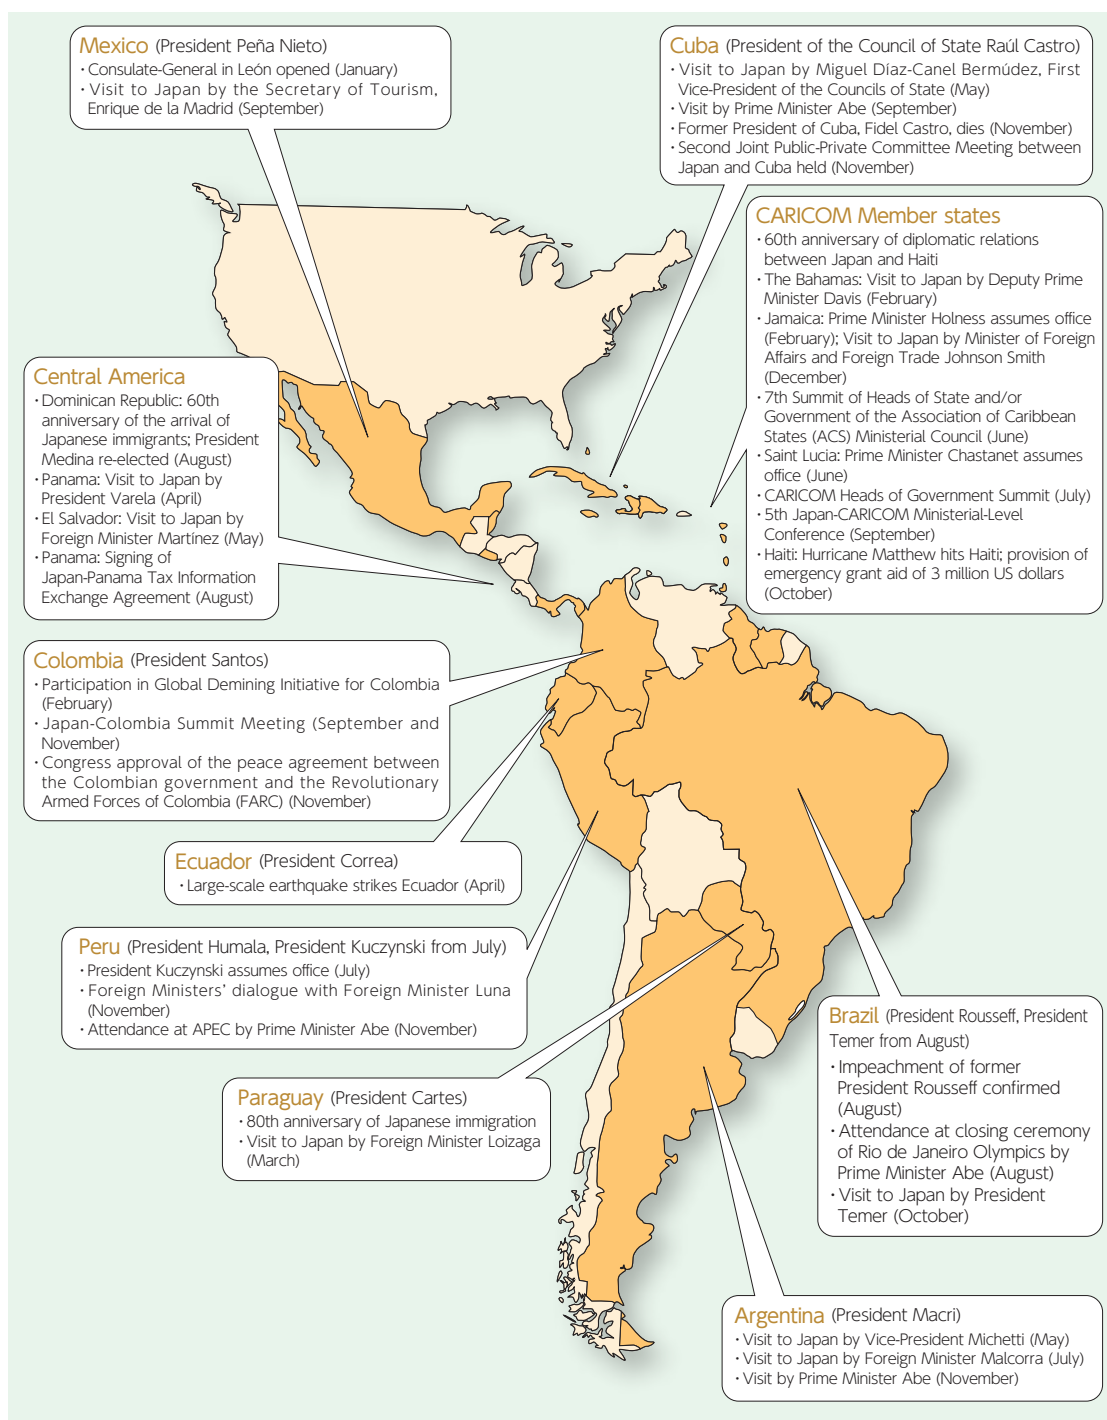 Mexico (President Peña Nieto)
・Consulate-General in León opened (January)
・Visit to Japan by the Secretary of Tourism,
Enrique de la Madrid (September)
Cuba (President of the Council of State Raúl Castro)
・Visit to Japan by Miguel Díaz-Canel Bermúdez, First
Vice-President of the Councils of State (May)
・Visit by Prime Minister Abe (September)
・Former President of Cuba, Fidel Castro, dies (November)
・Second Joint Public-Private Committee Meeting between
Japan and Cuba held (November)
CARICOM Member states
・60th anniversary of diplomatic relations
between Japan and Haiti
・The Bahamas: Visit to Japan by Deputy Prime
Minister Davis (February)
・Jamaica: Prime Minister Holness assumes office
(February); Visit to Japan by Minister of Foreign
Affairs and Foreign Trade Johnson Smith
(December)
・7th Summit of Heads of State and/or
Government of the Association of Caribbean
States (ACS) Ministerial Council (June)
・Saint Lucia: Prime Minister Chastanet assumes
office (June)
・CARICOM Heads of Government Summit (July)
・5th Japan-CARICOM Ministerial-Level
Conference (September)
・Haiti: Hurricane Matthew hits Haiti; provision of
emergency grant aid of 3 million US dollars
(October)
Central America
・Dominican Republic: 60th
anniversary of the arrival of
Japanese immigrants; President
Medina re-elected (August)
・Panama: Visit to Japan by
President Varela (April)
・El Salvador: Visit to Japan by
Foreign Minister Martínez (May)
・Panama: Signing of
Japan-Panama Tax Information
Exchange Agreement (August)
Colombia (President Santos)
・Participation in Global Demining Initiative for Colombia
(February)
・Japan-Colombia Summit Meeting (September and
November)
・Congress approval of the peace agreement between
the Colombian government and the Revolutionary
Armed Forces of Colombia (FARC) (November)
Ecuador (President Correa)
・Large-scale earthquake strikes Ecuador (April)
Peru (President Humala, President Kuczynski from July)
・President Kuczynski assumes office (July)
・Foreign Ministers' dialogue with Foreign Minister Luna
(November)
・Attendance at APEC by Prime Minister Abe (November)
Paraguay (President Cartes)
・80th anniversary of Japanese immigration
・Visit to Japan by Foreign Minister Loizaga
(March)
Brazil (President Rousseff, President
Temer from August)
・Impeachment of former
President Rousseff confirmed
(August)
・Attendance at closing ceremony
of Rio de Janeiro Olympics by
Prime Minister Abe (August)
・Visit to Japan by President
Temer (October)
Argentina (President Macri)
・Visit to Japan by Vice-President Michetti (May)
・Visit to Japan by Foreign Minister Malcorra (July)
・Visit by Prime Minister Abe (November)